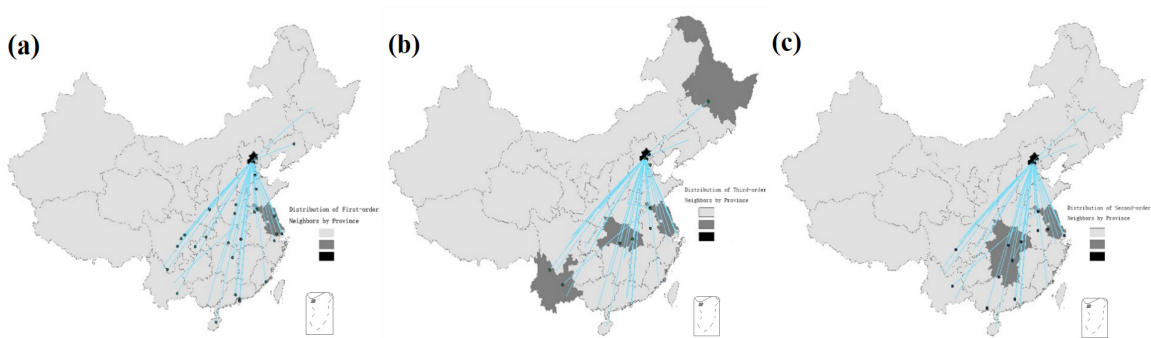 (a)
Distribution of First-order
Neighbors by Province
(b)
Distribution of Third-order
Neighbors by Province
(c)
Distribution of Second-order
Neighbors by Province